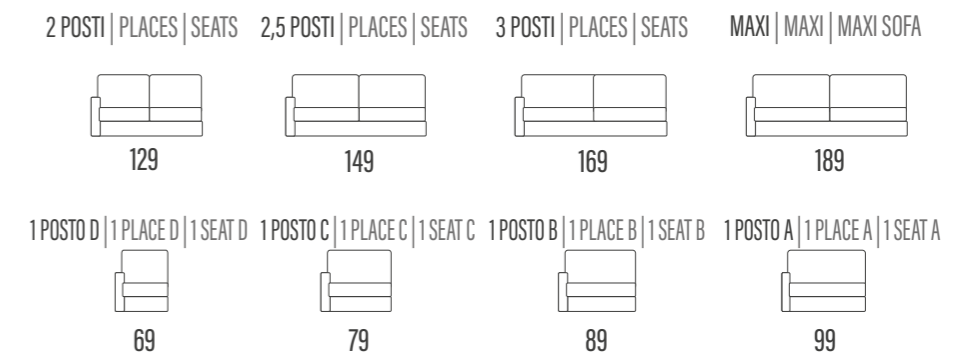 2 POSTI | PLACES | SEATS 2,5 POSTI | PLACES | SEATS 3 POSTI | PLACES | SEATS MAXI | MAXI | MAXI SOFA
129 149 169 189
1 POSTO D | 1 PLACE D | 1 SEAT D 1 POSTO C | 1 PLACE C | 1 SEAT C 1 POSTO B | 1 PLACE B | 1 SEAT B 1 POSTO A | 1 PLACE A | 1 SEAT A
69 79 89 99